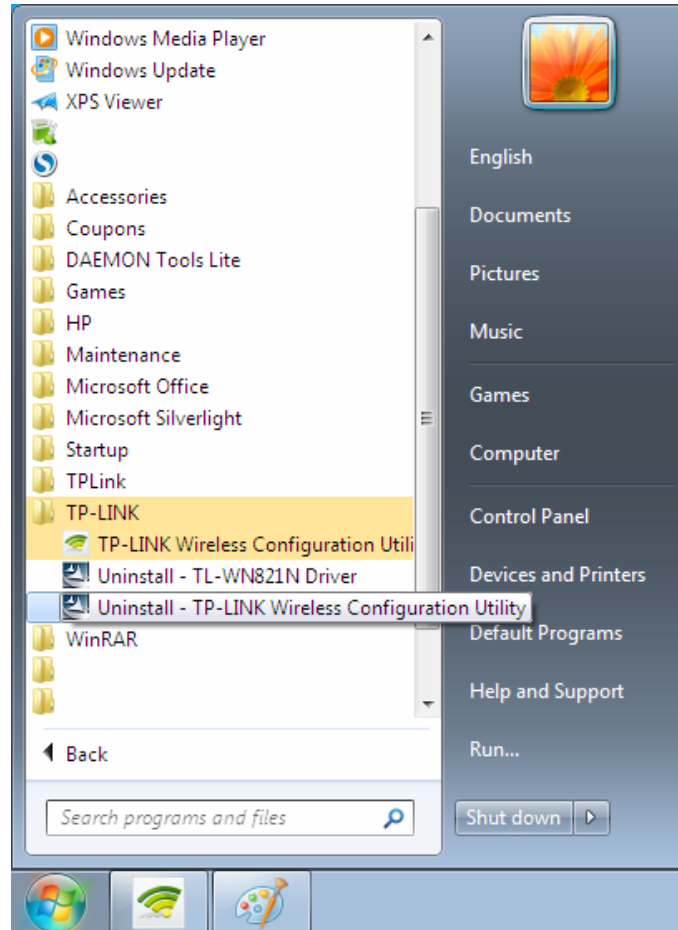 Windows Media Player
Windows Update
XPS Viewer
Accessories
Coupons
DAEMON Tools Lite
Games
HP
Maintenance
Microsoft Office
Microsoft Silverlight
Startup
TPLink
TP-LINK
TP-LINK Wireless Configuration Utili
Uninstall - TL-WN821N Driver
Uninstall - TP-LINK Wireless Configuration Utility
WinRAR
Back
Search programs and files
English
Documents
Pictures
Music
Games
Computer
Control Panel
Devices and Printers
Default Programs
Help and Support
Run...
Shut down